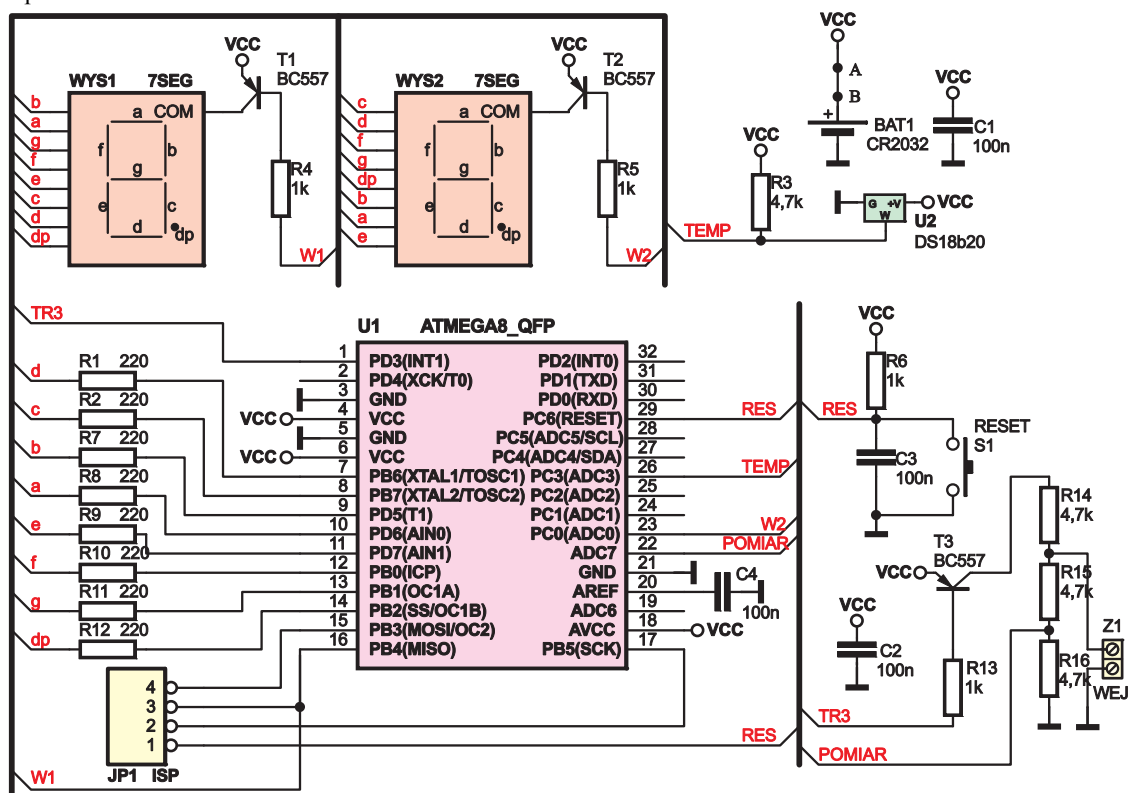 WYS1 7SEG
a COM
f b
g
e c
d dp
b
a
g
f
e
c
d
dp
VCC
T1
BC557
R4
1k
W1
WYS2 7SEG
a COM
f b
g
e c
d dp
c
d
f
g
dp
b
a
e
VCC
T2
BC557
R5
1k
W2
TEMP
VCC
R3
4,7k
VCC
A
B
+
BAT1
CR2032
VCC
C1
100n
G +V
W
VCC
U2
DS18b20
TR3
d R1 220
c R2 220
b R7 220
a R8 220
e R9 220
f R10 220
g R11 220
dp R12 220
U1 ATMEGA8_QFP
1 PD3(INT1) PD2(INT0) 32
2 PD4(XCK/T0) PD1(TXD) 31
3 GND PD0(RXD) 30
VCC 4 VCC PC6(RESET) 29 RES
5 GND PC5(ADC5/SCL) 28
VCC 6 VCC PC4(ADC4/SDA) 27
7 PB6(XTAL1/TOSC1) PC3(ADC3) 26 TEMP
8 PB7(XTAL2/TOSC2) PC2(ADC2) 25
9 PD5(T1) PC1(ADC1) 24
10 PD6(AIN0) PC0(ADC0) 23 W2
11 PD7(AIN1) ADC7 22 POMIAR
12 PB0(ICP) GND 21
13 PB1(OC1A) AREF 20
14 PB2(SS/OC1B) ADC6 19
15 PB3(MOSI/OC2) AVCC 18 VCC
16 PB4(MISO) PB5(SCK) 17
C4
100n
4
3
2
1
JP1 ISP
RES
W1
VCC
R6
1k
RES
C3
100n
RESET
S1
T3
BC557
VCC
R14
4,7k
R15
4,7k
R16
4,7k
VCC
C2
100n
R13
1k
Z1
WEJ
TR3
POMIAR